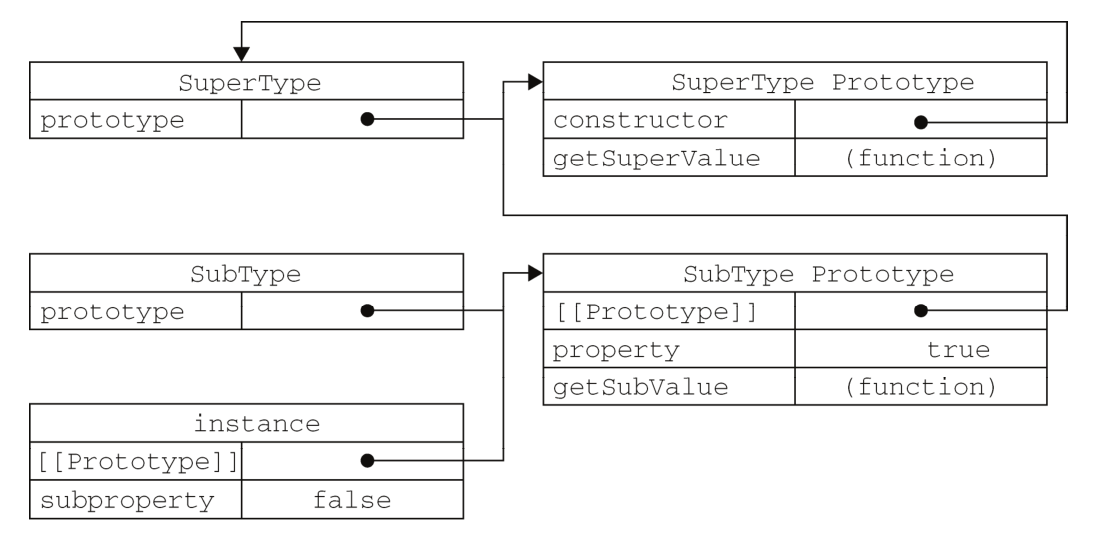 SuperType
prototype
SuperType Prototype
constructor
getSuperValue (function)
SubType
prototype
SubType Prototype
[[Prototype]]
property true
getSubValue (function)
instance
[[Prototype]]
subproperty false